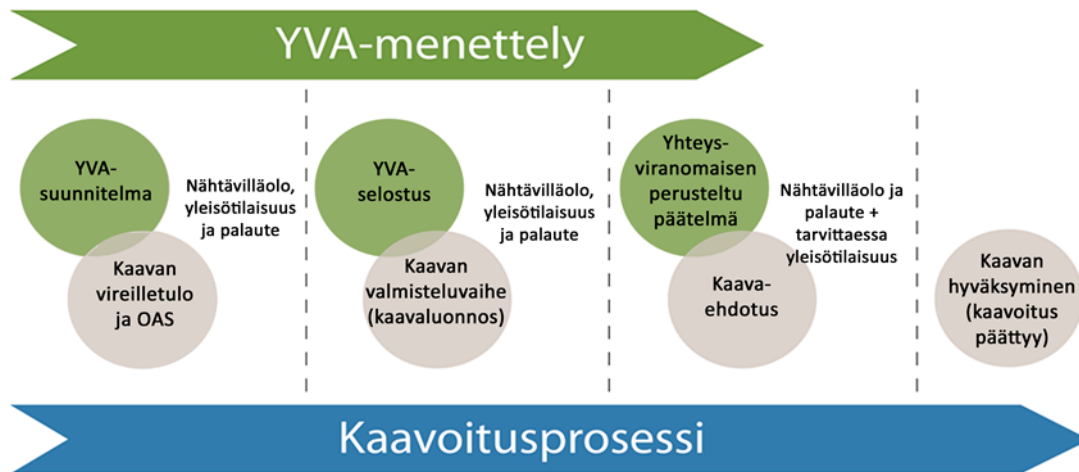 YVA-menettely
YVA-
suunnitelma
Nähtävilläolo,
yleisötilaisuus
ja palaute
Kaavan
vireilletulo
ja OAS
YVA-
selostus
Nähtävilläolo,
yleisötilaisuus
ja palaute
Kaavan
valmisteluvaihe
(kaavaluonnos)
Yhteys-
viranomaisen
perusteltu
päätelmä
Nähtävilläolo ja
palaute +
tarvittaessa
yleisötilaisuus
Kaava-
ehdotus
Kaavan
hyväksyminen
(kaavoitus
päättyy)
Kaavoitusprosessi